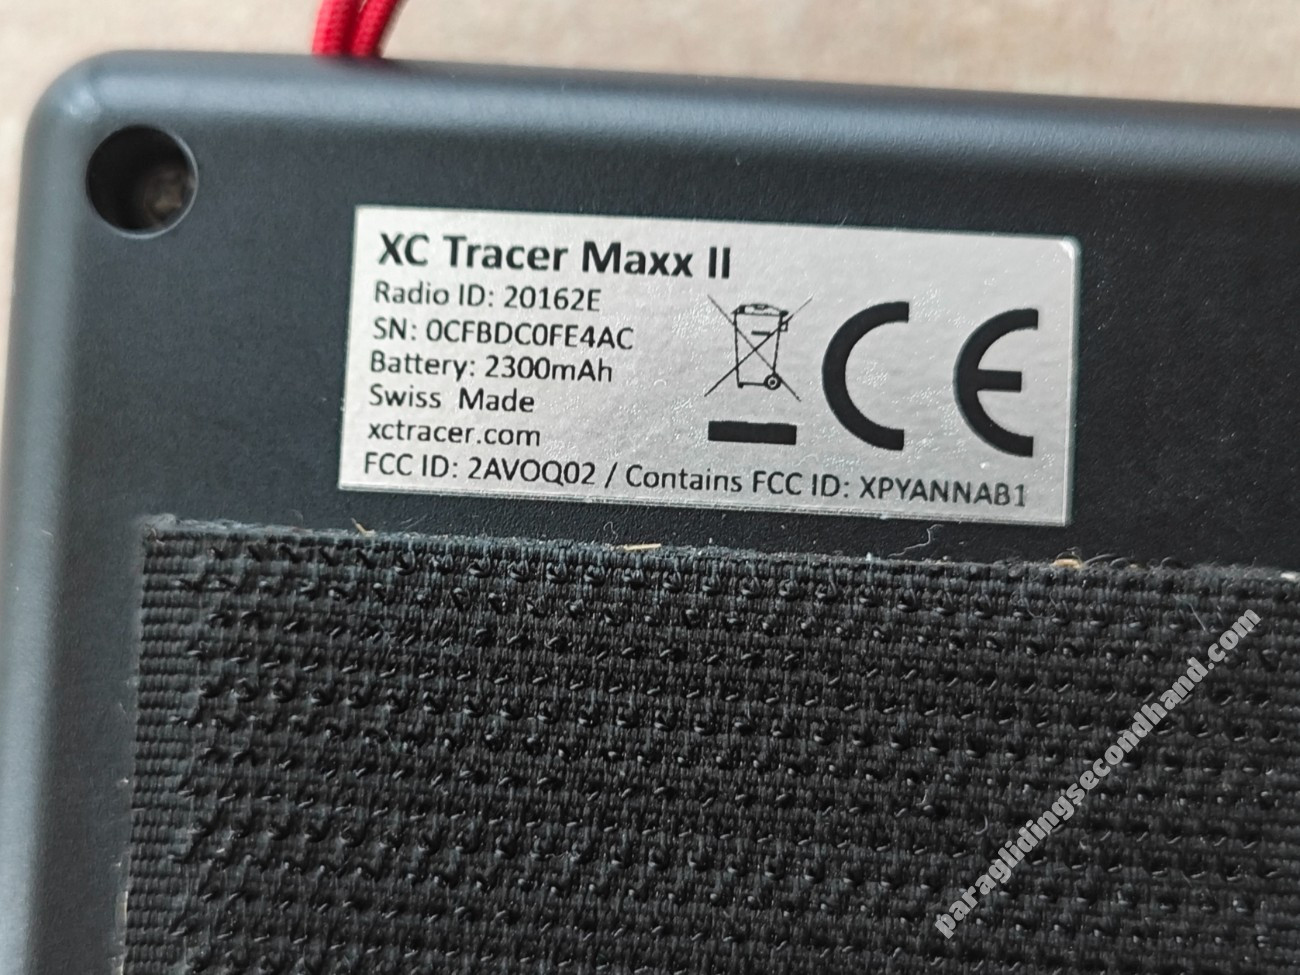 XC Tracer Maxx II
Radio ID: 20162E
SN: 0CFBDC0FE4AC
Battery: 2300mAh
Swiss Made
xctracer.com
FCC ID: 2AVOQ02 / Contains FCC ID: XPYANNAB1
CE
paraglidingsecondhand.com